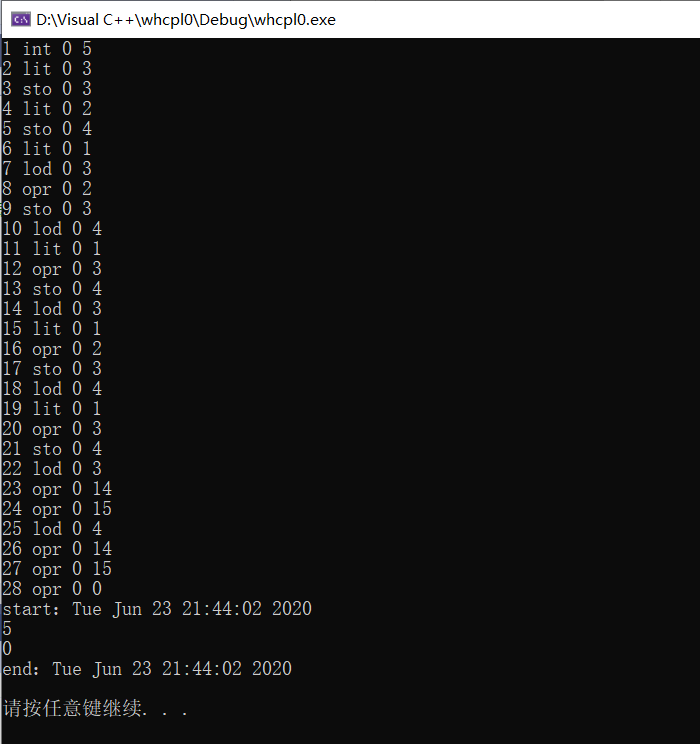 D:\Visual C++\whcpl0\Debug\whcpl0.exe
1 int 0 5
2 lit 0 3
3 sto 0 3
4 lit 0 2
5 sto 0 4
6 lit 0 1
7 lod 0 3
8 opr 0 2
9 sto 0 3
10 lod 0 4
11 lit 0 1
12 opr 0 3
13 sto 0 4
14 lod 0 3
15 lit 0 1
16 opr 0 2
17 sto 0 3
18 lod 0 4
19 lit 0 1
20 opr 0 3
21 sto 0 4
22 lod 0 3
23 opr 0 14
24 opr 0 15
25 lod 0 4
26 opr 0 14
27 opr 0 15
28 opr 0 0
start: Tue Jun 23 21:44:02 2020
5
0
end: Tue Jun 23 21:44:02 2020
请按任意键继续. . .